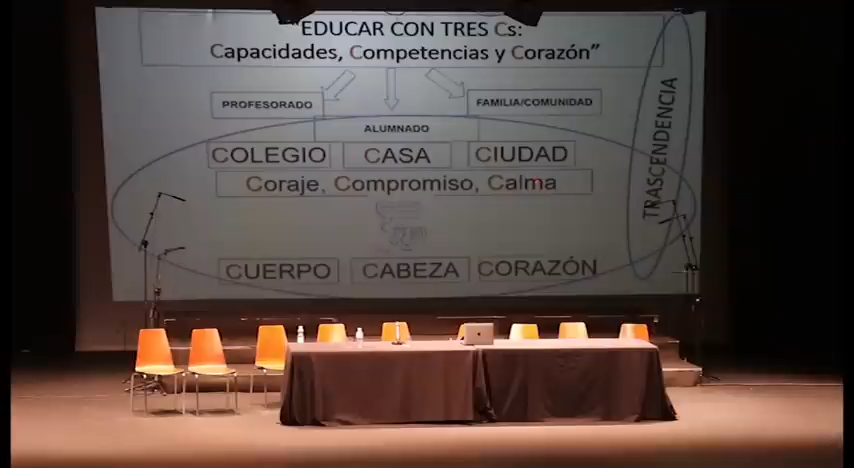 "EDUCAR CON TRES Cs:
Capacidades, Competencias y Corazón"
PROFESORADO
FAMILIA/COMUNIDAD
ALUMNADO
COLEGIO CASA CIUDAD
Coraje, Compromiso, Calma
CUERPO CABEZA CORAZÓN
TRASCENDENCIA